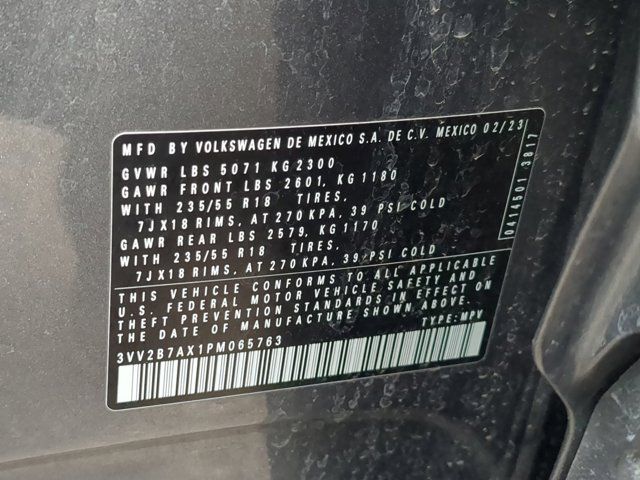 MFD BY VOLKSWAGEN DE MEXICO S.A. DE C.V. MEXICO 02/23
GVWR LBS 5071 KG 2300
GAWR FRONT LBS 2601, KG 1180
WITH 235/55 R18 TIRES,
7JX18 RIMS, AT 270 KPA, 39 PSI COLD
GAWR REAR LBS 2579, KG 1170
WITH 235/55 R18 TIRES,
7JX18 RIMS, AT 270 KPA, 39 PSI COLD
THIS VEHICLE CONFORMS TO ALL APPLICABLE
U.S. FEDERAL MOTOR VEHICLE SAFETY AND
THEFT PREVENTION STANDARDS IN EFFECT ON
THE DATE OF MANUFACTURE SHOWN ABOVE.
3VV2B7AX1PM065763 TYPE: MPV
0414501 3817